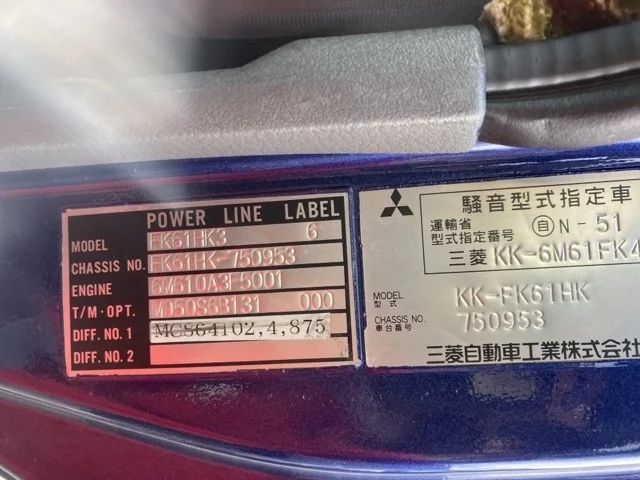 POWER LINE LABEL
MODEL FK61HK3 6
CHASSIS NO. FK61HK-750953
ENGINE 6M610A3F5001
T/M・OPT. M050S63131 000
DIFF. NO. 1 MC864102,4,875
DIFF. NO. 2
騒音型式指定車
運輸省
型式指定番号 自 N - 51
三菱 KK-6M61FK4
MODEL
型式 KK-FK61HK
CHASSIS NO.
車台番号 750953
三菱自動車工業株式会社